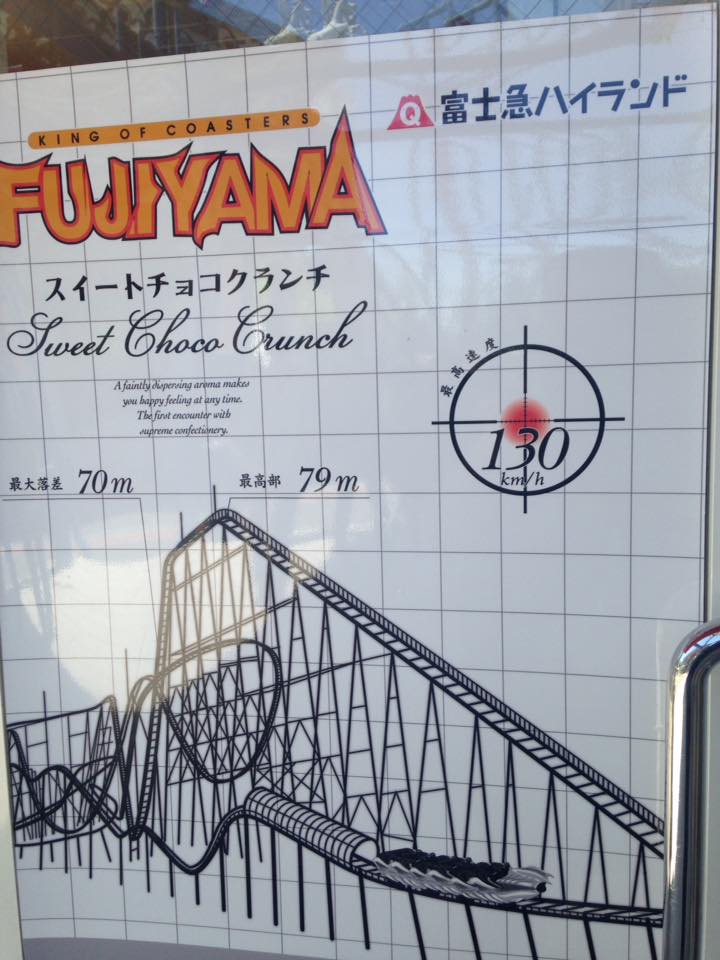 KING OF COASTERS
Q 富士急ハイランド
FUJIYAMA
スイートチョコクランチ
Sweet Choco Crunch
A faintly dispersing aroma makes
you happy feeling at any time.
The first encounter with
supreme confectionery.
最高速度
130
km/h
最大落差 70m
最高部 79m